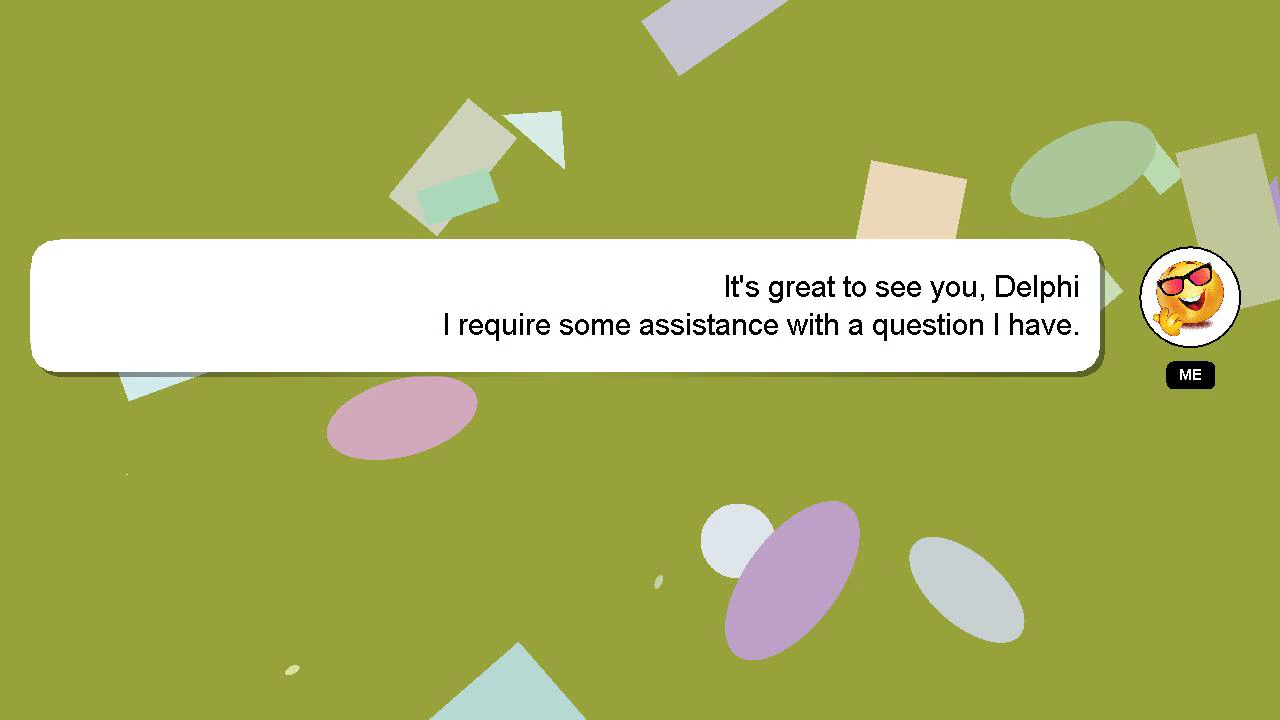 It's great to see you, Delphi
I require some assistance with a question I have.
ME